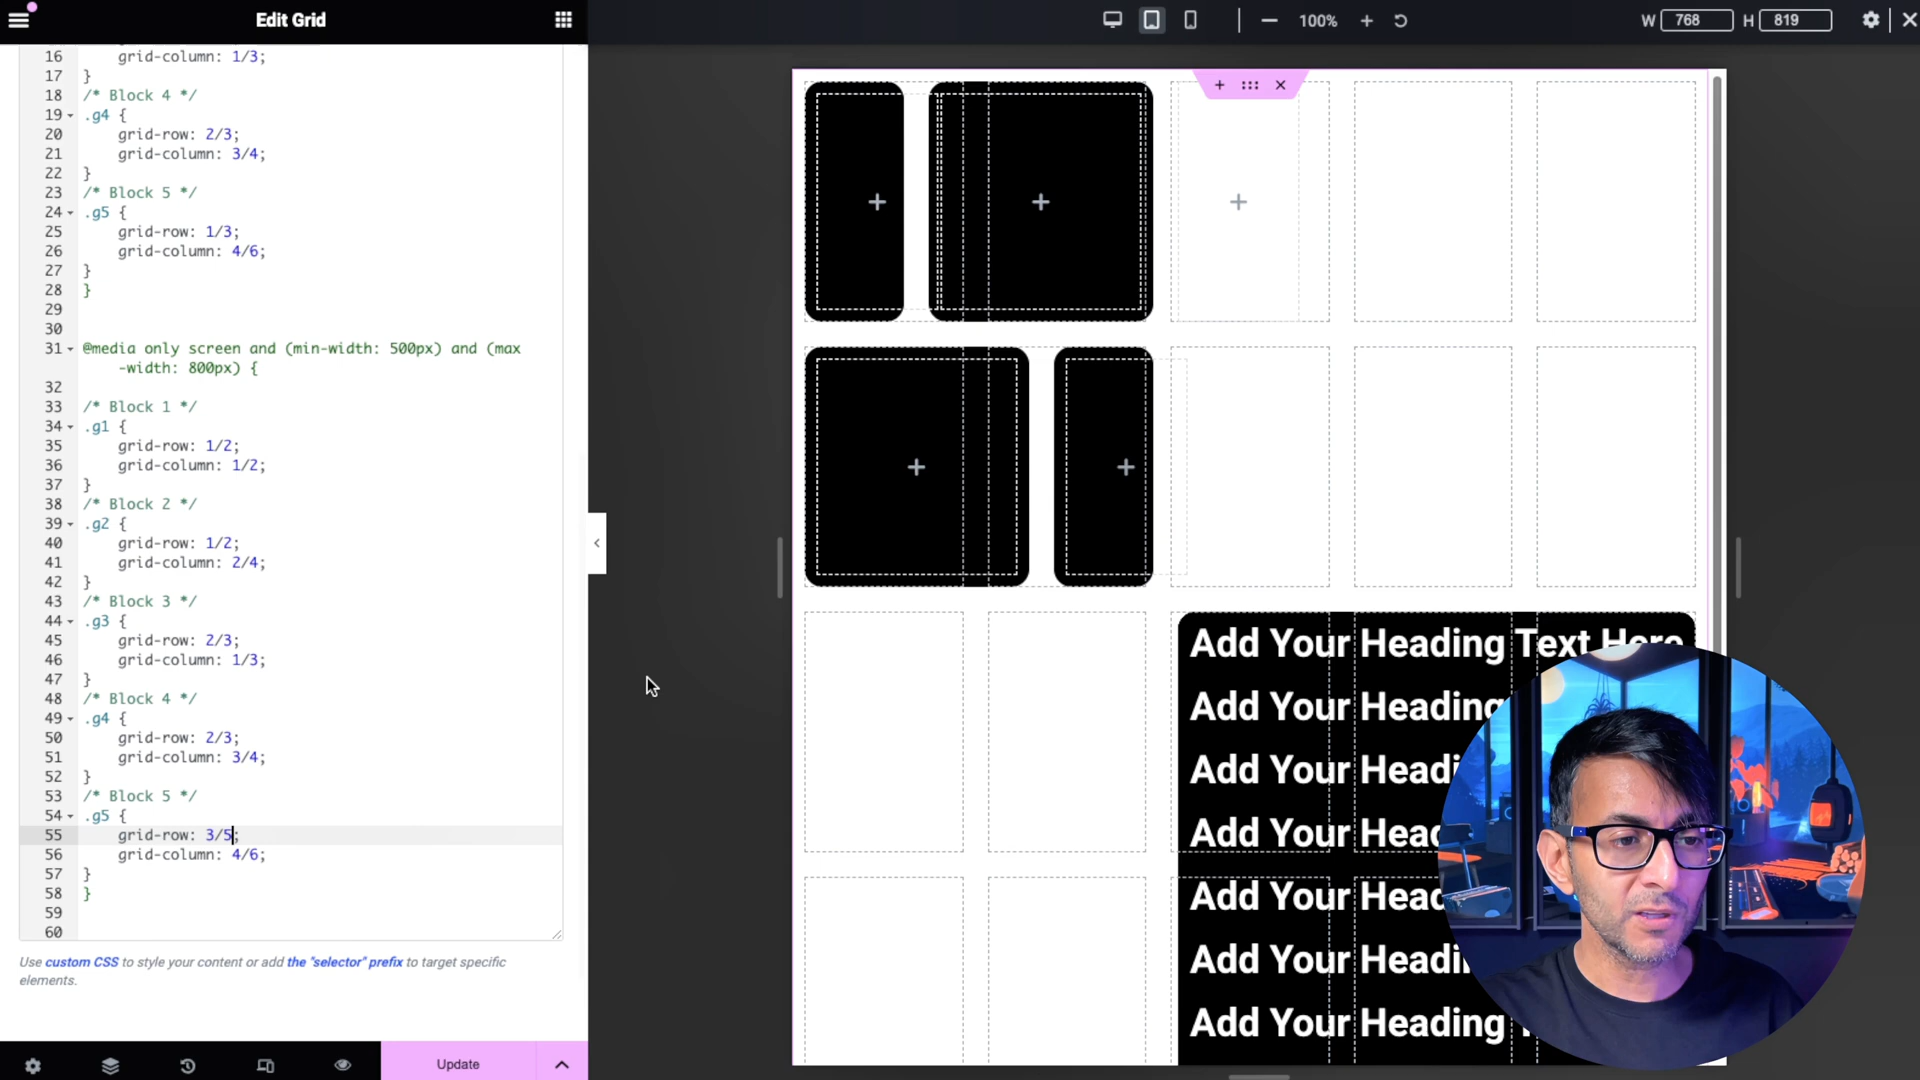 Edit Grid
100%
W 768 H 819
16 grid-column: 1/3;
17 }
18 /* Block 4 */
19 .g4 {
20 grid-row: 2/3;
21 grid-column: 3/4;
22 }
23 /* Block 5 */
24 .g5 {
25 grid-row: 1/3;
26 grid-column: 4/6;
27 }
28 }
29
30
31 @media only screen and (min-width: 500px) and (max
-width: 800px) {
32
33 /* Block 1 */
34 .g1 {
35 grid-row: 1/2;
36 grid-column: 1/2;
37 }
38 /* Block 2 */
39 .g2 {
40 grid-row: 1/2;
41 grid-column: 2/4;
42 }
43 /* Block 3 */
44 .g3 {
45 grid-row: 2/3;
46 grid-column: 1/3;
47 }
48 /* Block 4 */
49 .g4 {
50 grid-row: 2/3;
51 grid-column: 3/4;
52 }
53 /* Block 5 */
54 .g5 {
55 grid-row: 3/5;
56 grid-column: 4/6;
57 }
58 }
59
60
Use custom CSS to style your content or add the "selector" prefix to target specific
elements.
Update
Add Your Heading Text Here
Add Your Heading
Add Your Headi
Add Your Head
Add Your Head
Add Your Headi
Add Your Heading